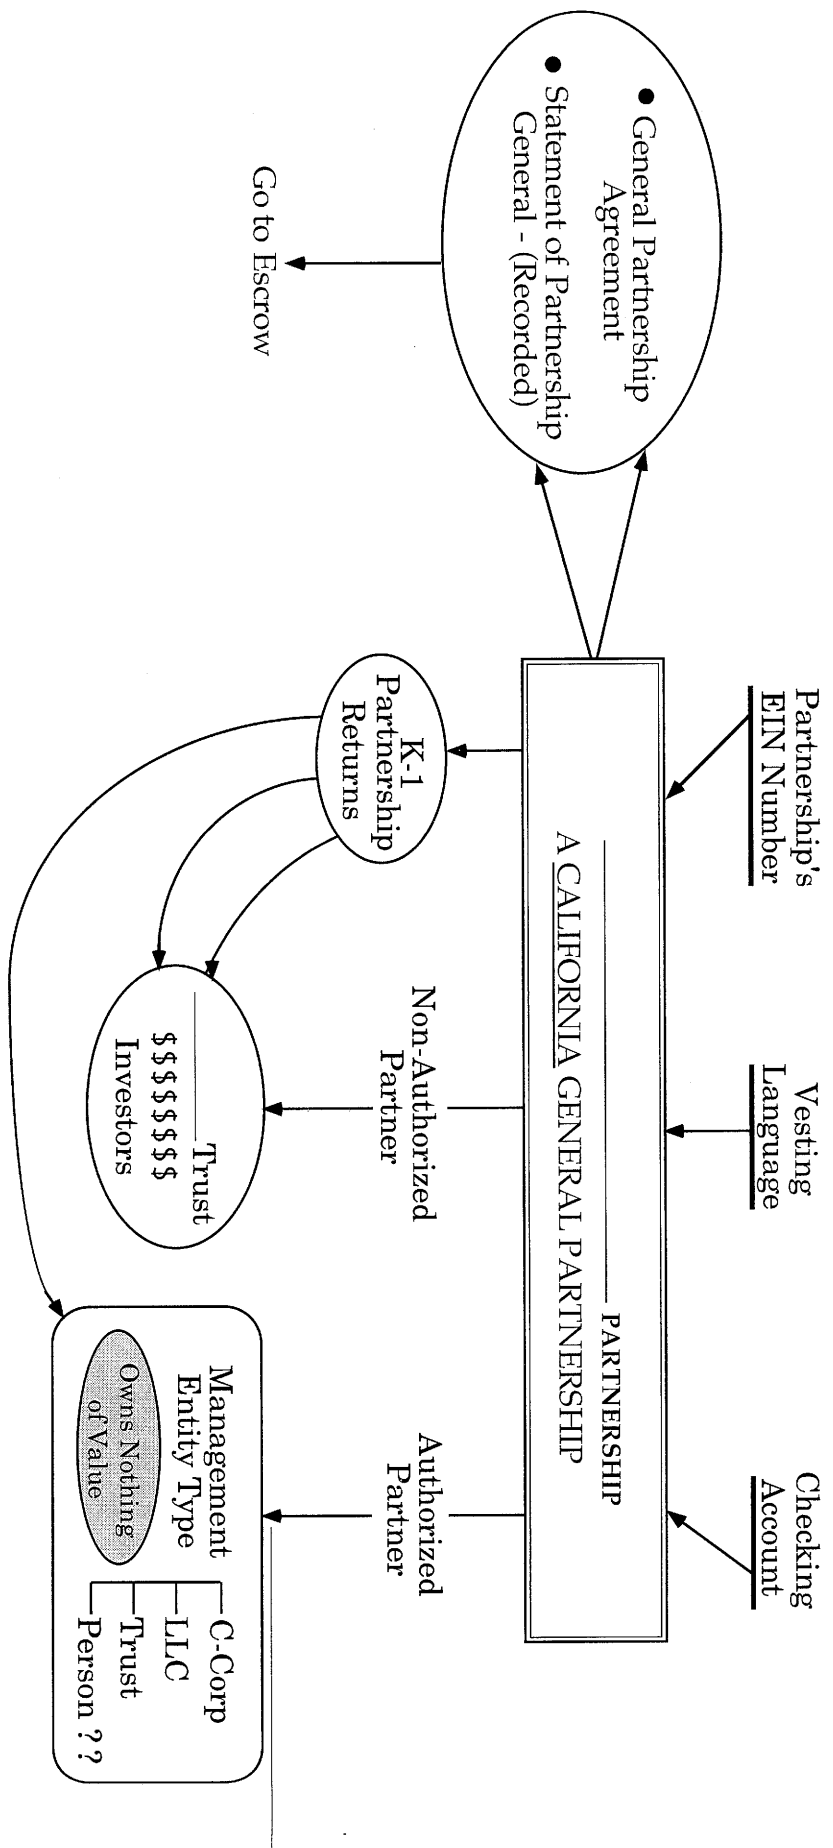 ● General Partnership
Agreement
● Statement of Partnership
General - (Recorded)
Go to Escrow
Partnership's
EIN Number
Vesting
Language
Checking
Account
PARTNERSHIP
A CALIFORNIA GENERAL PARTNERSHIP
K-1
Partnership
Returns
Non-Authorized
Partner
Authorized
Partner
Trust
$$$$$$$$$
Investors
Management
Entity Type
Owns Nothing
of Value
C-Corp
LLC
Trust
Person ? ?